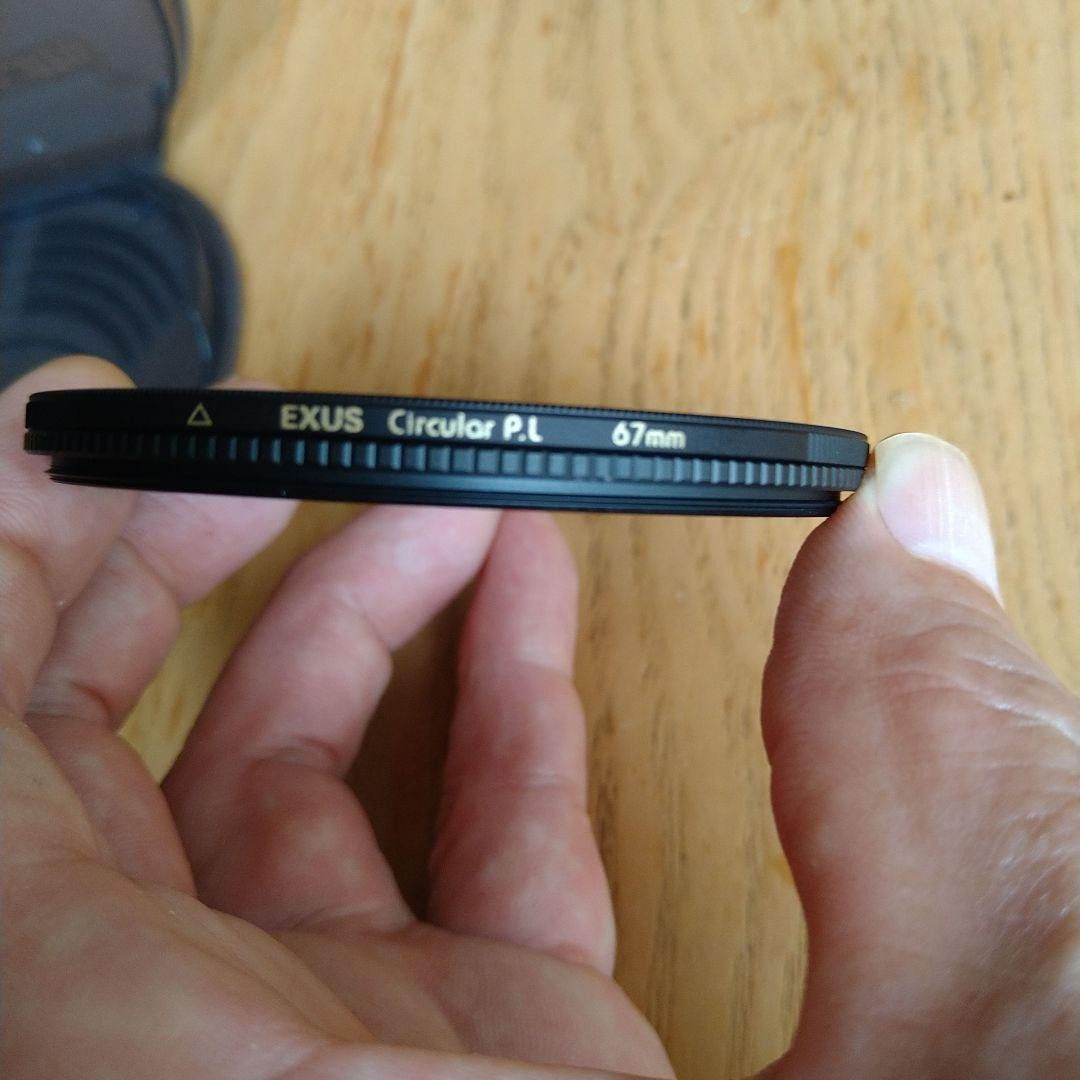 △ EXUS Circular P.L 67mm